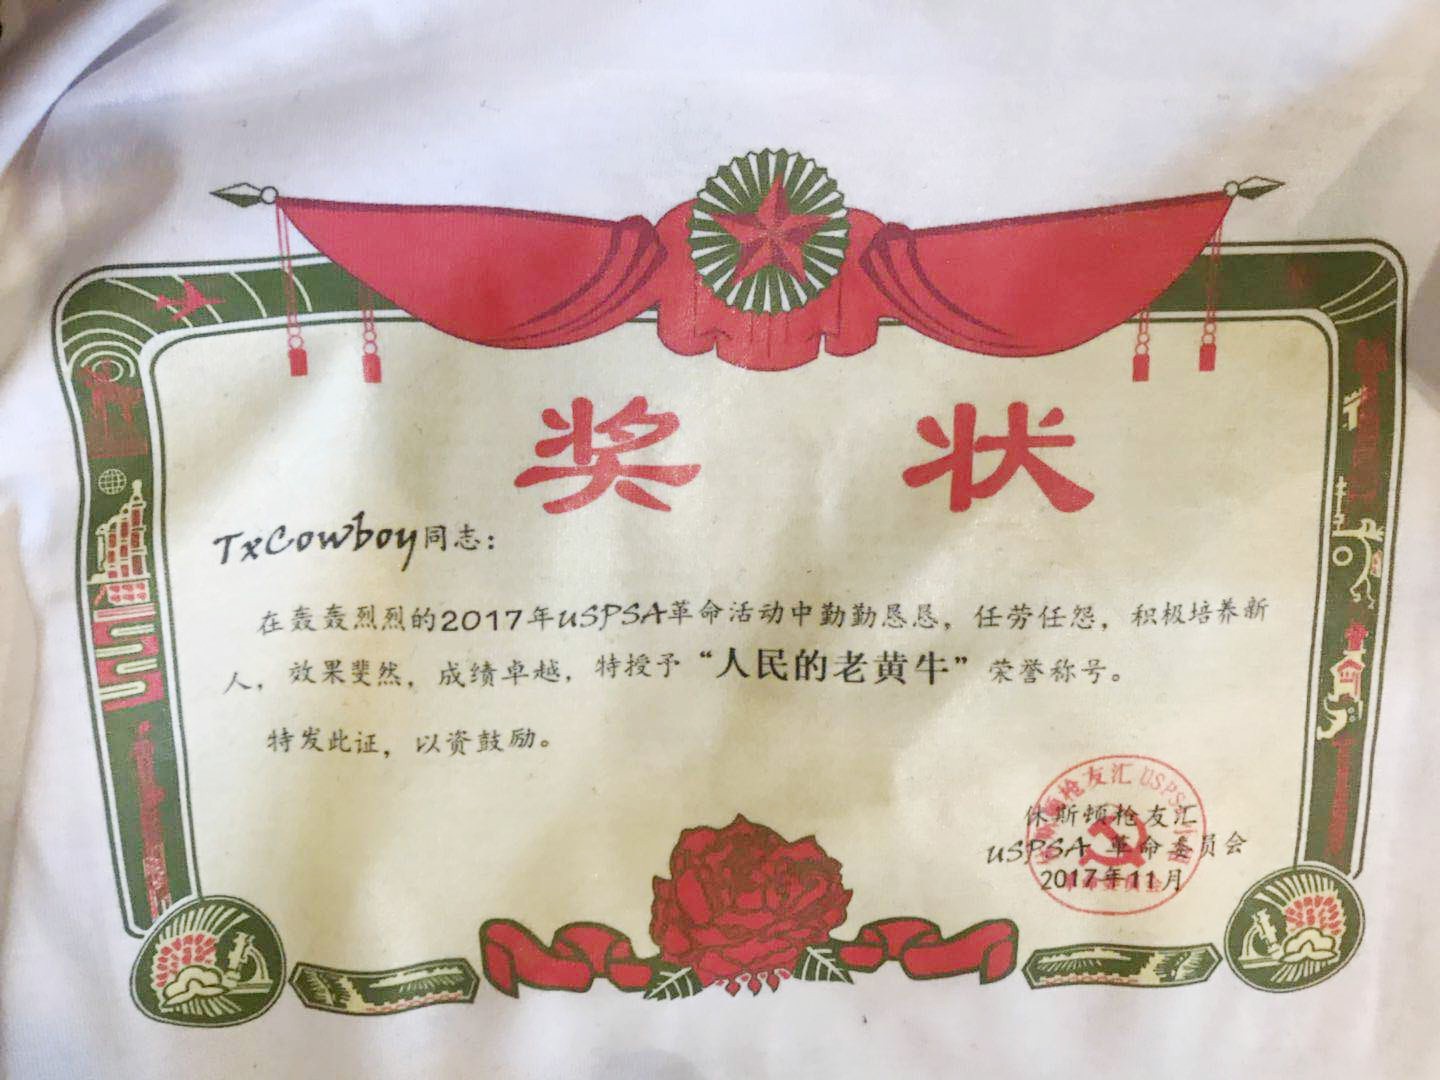 奖 状
TxCowboy同志：
在轰轰烈烈的2017年USPSA革命活动中勤勤恳恳，任劳任怨，积极培养新
人，效果斐然，成绩卓越，特授予“人民的老黄牛”荣誉称号。
特发此证，以资鼓励。
休斯顿枪友汇
USPSA 革命委员会
2017年11月
枪友汇 USPSA